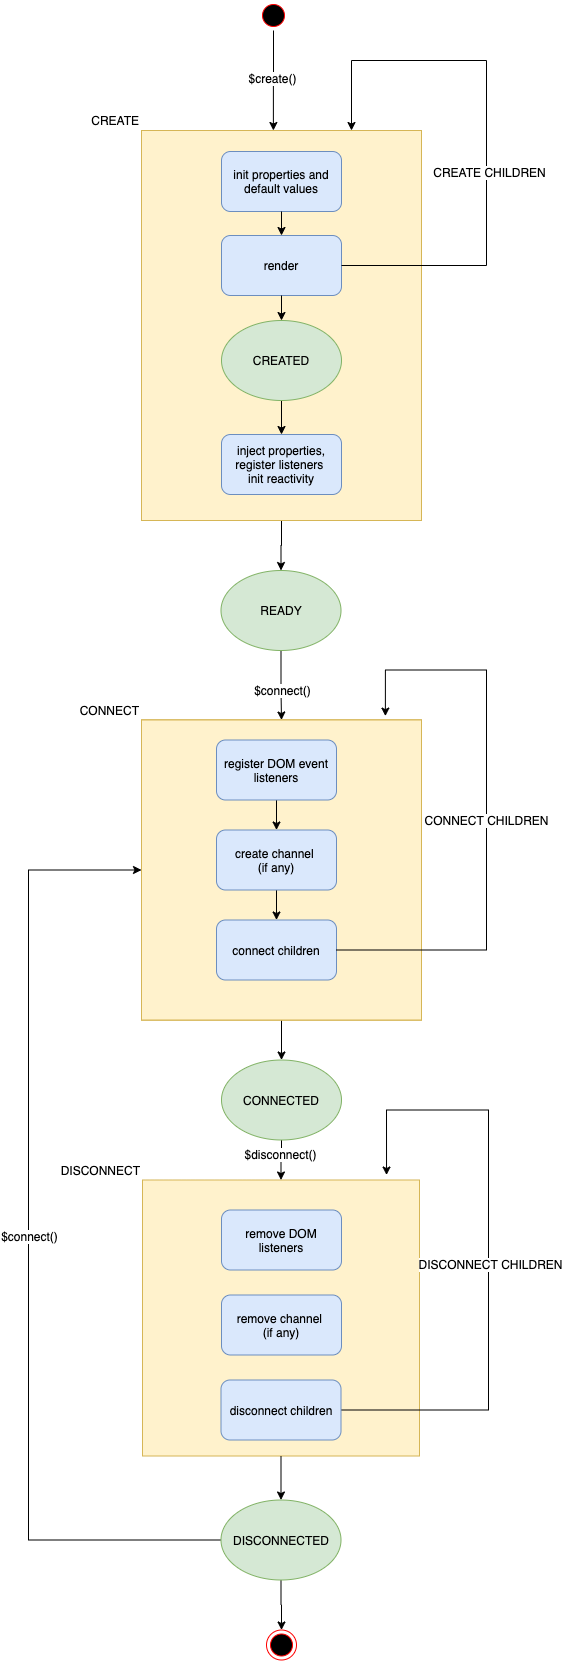 $create()
CREATE
init properties and
default values
CREATE CHILDREN
render
CREATED
inject properties,
register listeners
init reactivity
READY
$connect()
CONNECT
register DOM event
listeners
CONNECT CHILDREN
create channel
(if any)
connect children
CONNECTED
$disconnect()
DISCONNECT
remove DOM
listeners
$connect()
DISCONNECT CHILDREN
remove channel
(if any)
disconnect children
DISCONNECTED